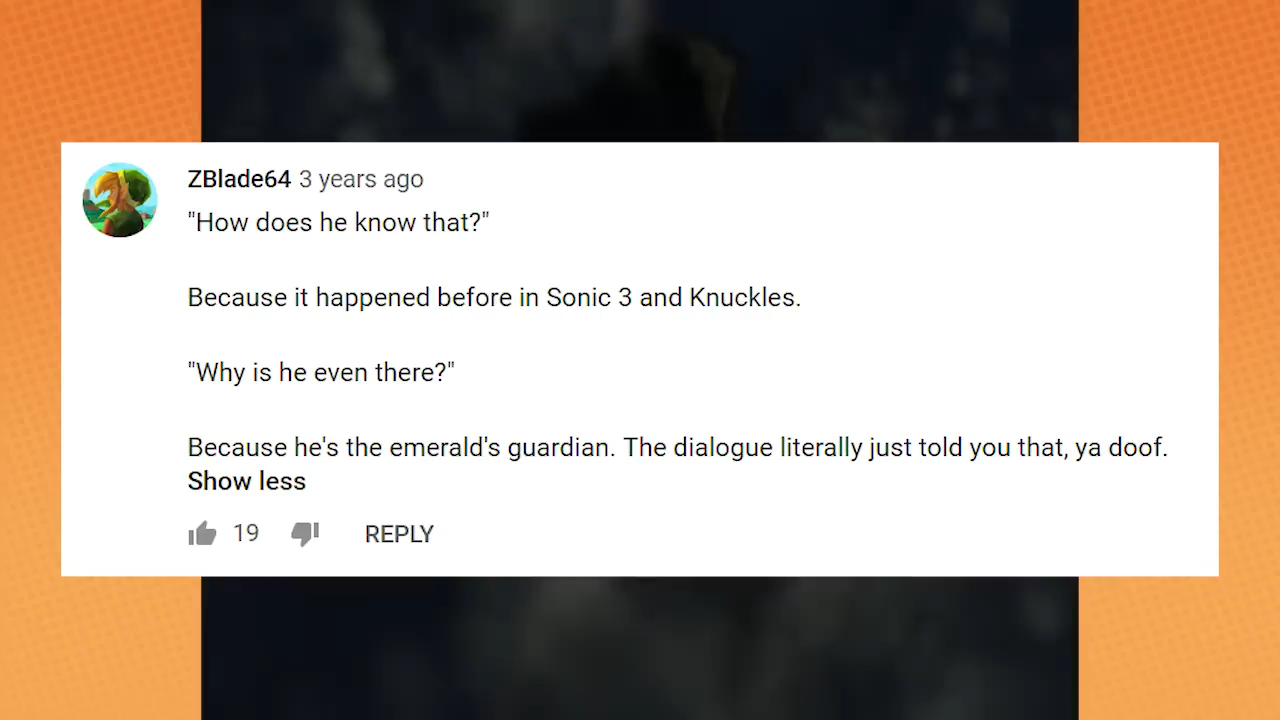 ZBlade64 3 years ago
"How does he know that?"
Because it happened before in Sonic 3 and Knuckles.
"Why is he even there?"
Because he's the emerald's guardian. The dialogue literally just told you that, ya doof.
Show less
19 REPLY